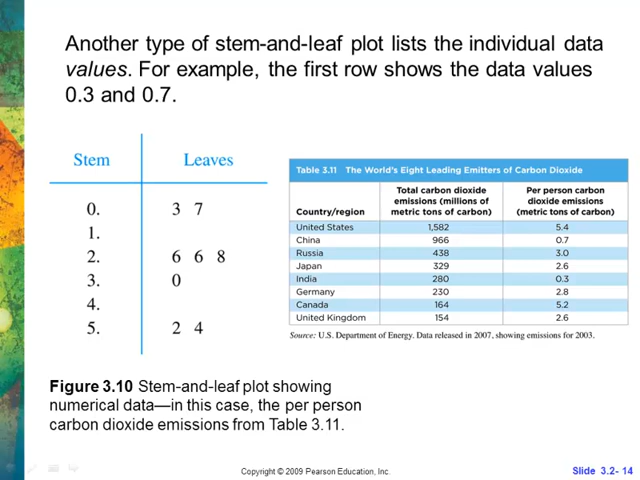 Another type of stem-and-leaf plot lists the individual data
values. For example, the first row shows the data values
0.3 and 0.7.
Stem Leaves
0. 3 7
1.
2. 6 6 8
3. 0
4.
5. 2 4
Table 3.11 The World's Eight Leading Emitters of Carbon Dioxide
Country/region Total carbon dioxide emissions (millions of metric tons of carbon) Per person carbon dioxide emissions (metric tons of carbon)
United States 1,582 5.4
China 966 0.7
Russia 438 3.0
Japan 329 2.6
India 280 0.3
Germany 230 2.8
Canada 164 5.2
United Kingdom 154 2.6
Source: U.S. Department of Energy. Data released in 2007, showing emissions for 2003.
Figure 3.10 Stem-and-leaf plot showing
numerical data—in this case, the per person
carbon dioxide emissions from Table 3.11.
Copyright © 2009 Pearson Education, Inc.
Slide 3.2- 14